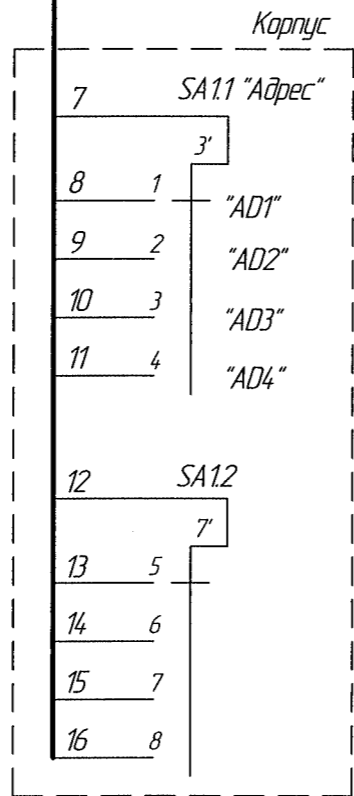 Корпус
7 SA1.1 "Адрес"
3'
8 1 "AD1"
9 2 "AD2"
10 3 "AD3"
11 4 "AD4"
12 SA1.2
7'
13 5
14 6
15 7
16 8